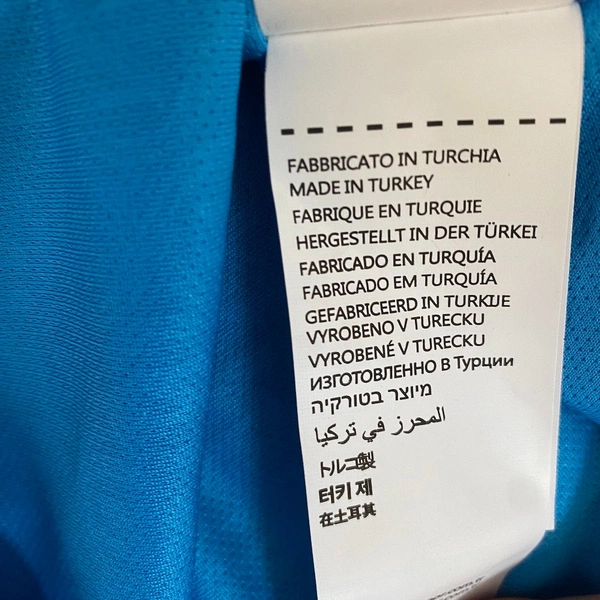 FABBRICATO IN TURCHIA
MADE IN TURKEY
FABRIQUE EN TURQUIE
HERGESTELLT IN DER TÜRKEI
FABRICADO EN TURQUÍA
FABRICADO EM TURQUÍA
GEFABRICEERD IN TURKIJE
VYROBENO V TURECKU
VYROBENÉ V TURECKU
ИЗГОТОВЛЕННО В Турции
מיוצר בטורקיה
المحرز في تركيا
トルコ製
터키 제
在土耳其